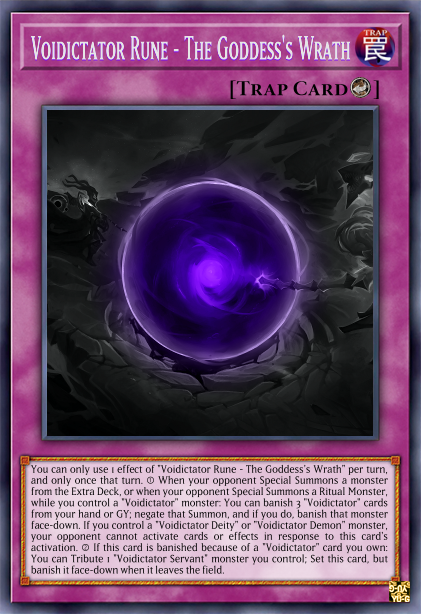 VOIDICTATOR RUNE - THE GODDESS'S WRATH
TRAP
罠
[TRAP CARD]
You can only use 1 effect of "Voidictator Rune - The Goddess's Wrath" per turn,
and only once that turn. ① When your opponent Special Summons a monster
from the Extra Deck, or when your opponent Special Summons a Ritual Monster,
while you control a "Voidictator" monster: You can banish 3 "Voidictator" cards
from your hand or GY; negate that Summon, and if you do, banish that monster
face-down. If you control a "Voidictator Deity" or "Voidictator Demon" monster,
your opponent cannot activate cards or effects in response to this card's
activation. ① If this card is banished because of a "Voidictator" card you own:
You can Tribute 1 "Voidictator Servant" monster you control; Set this card, but
banish it face-down when it leaves the field.